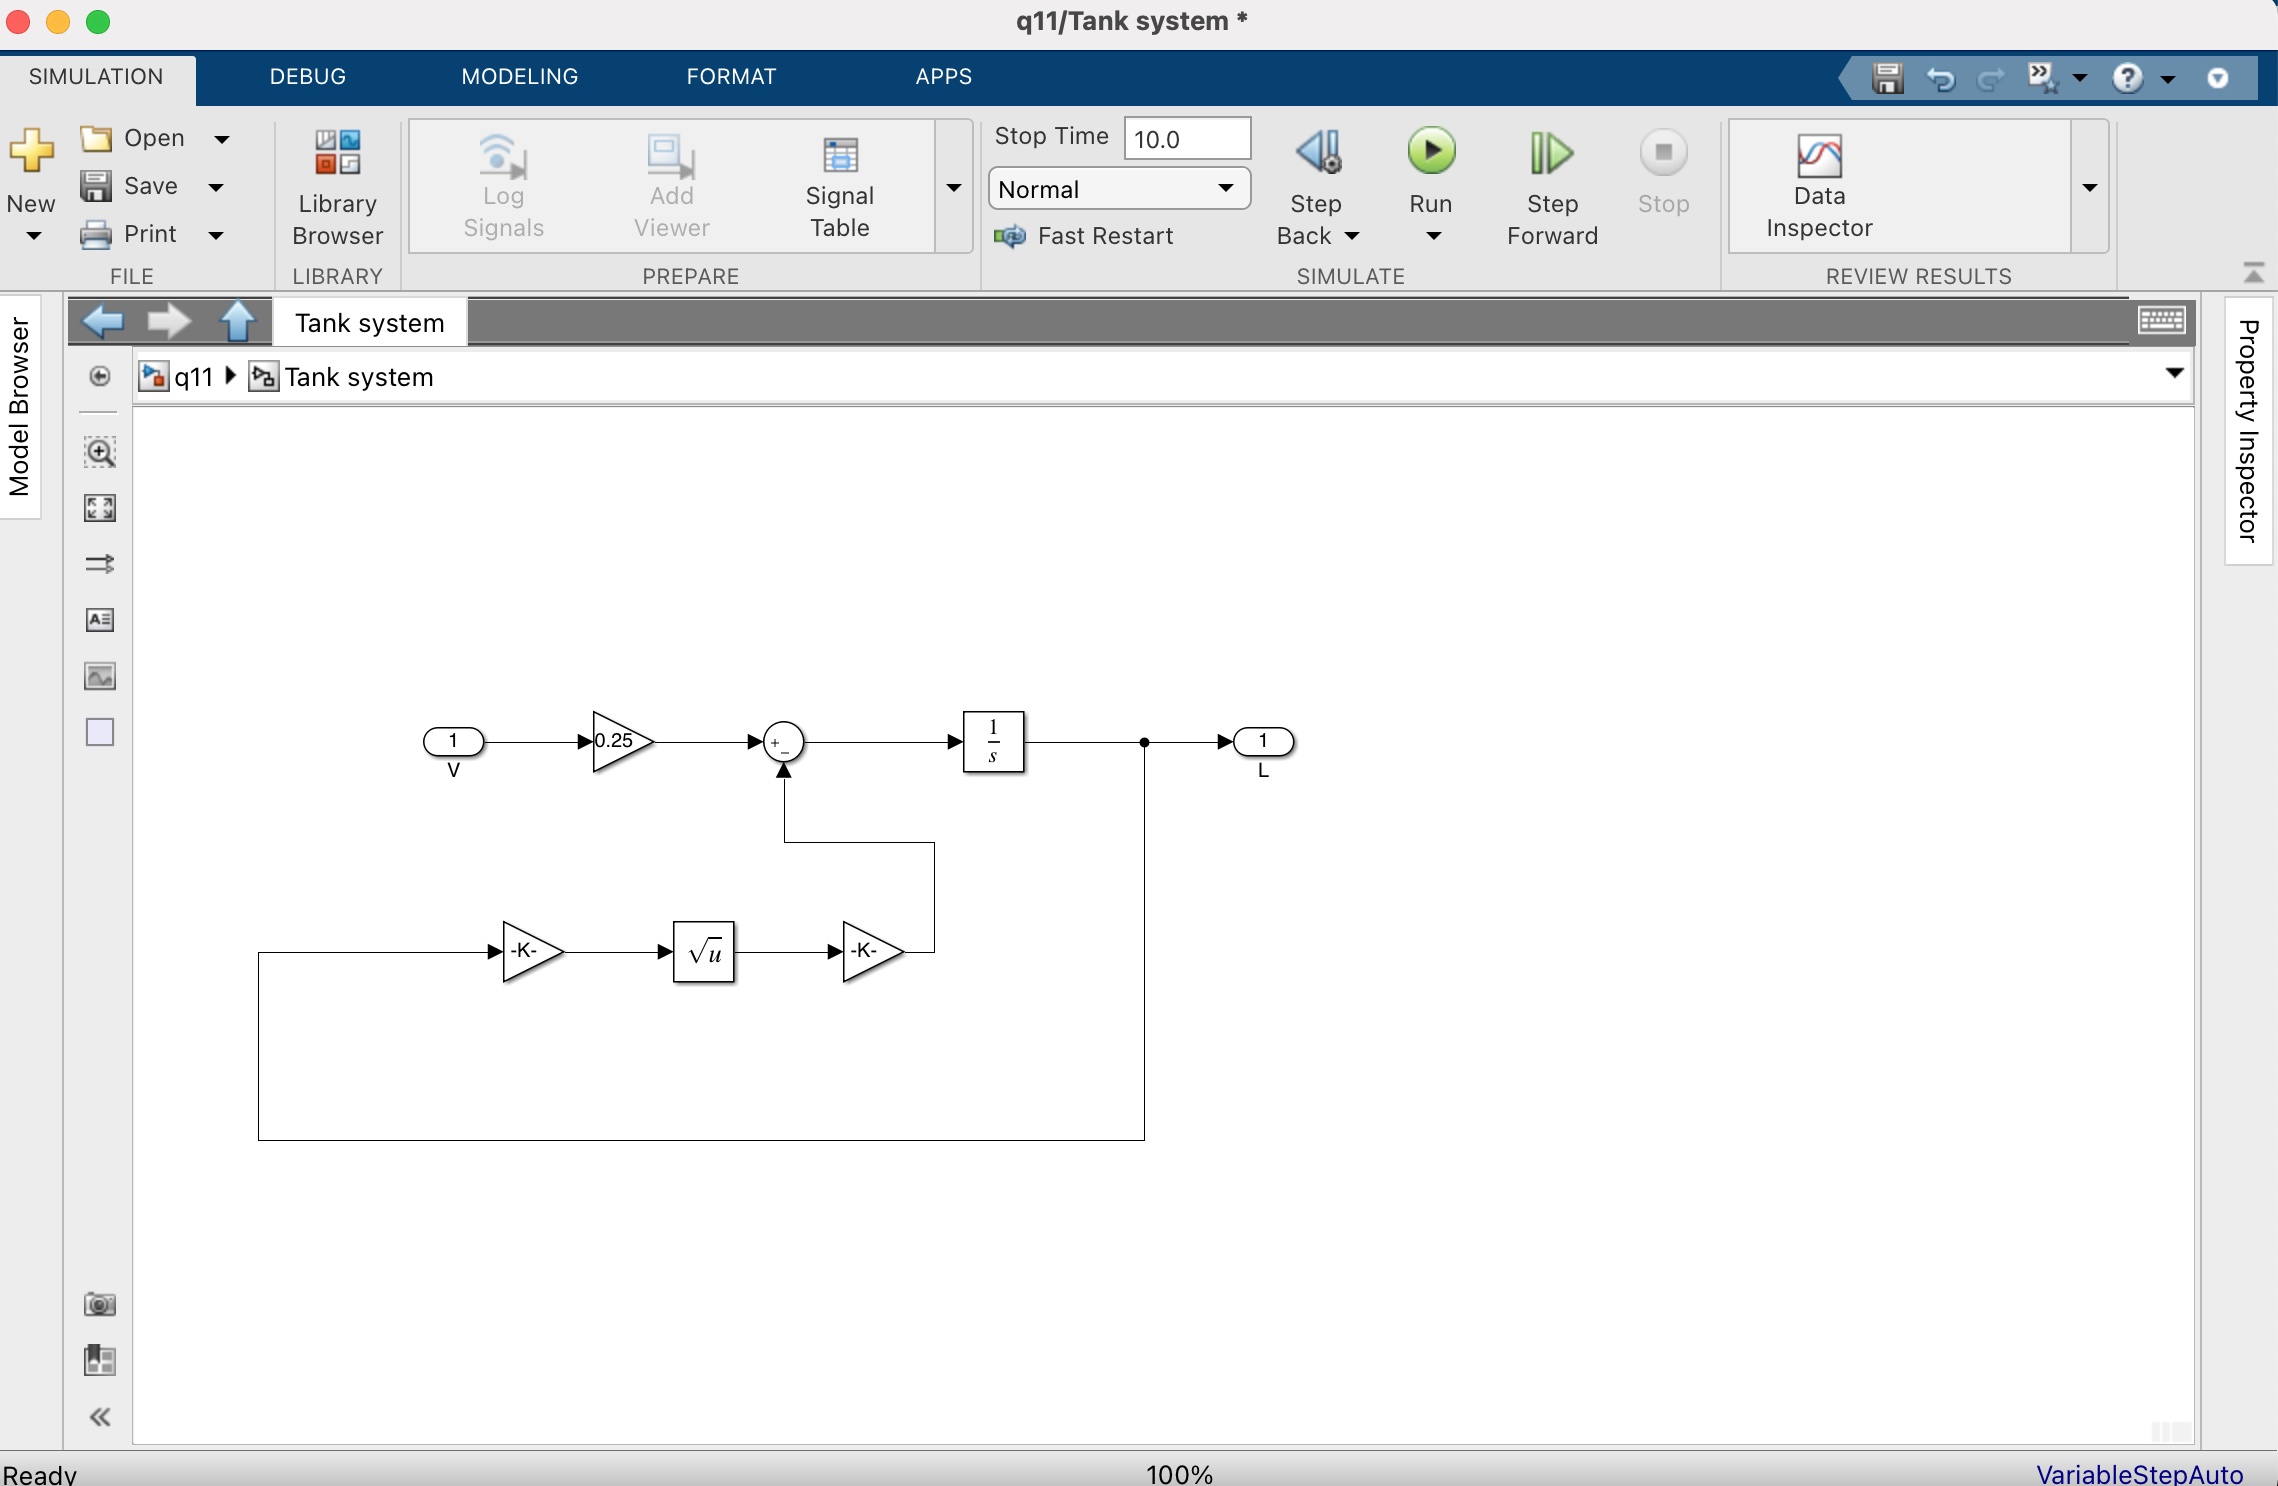 q11/Tank system *
SIMULATION DEBUG MODELING FORMAT APPS
New
Open
Save
Print
FILE
Library
Browser
LIBRARY
Log
Signals
Add
Viewer
Signal
Table
PREPARE
Stop Time 10.0
Normal
Fast Restart
Step
Back
Run
Step
Forward
Stop
SIMULATE
Data
Inspector
REVIEW RESULTS
Model Browser
Property Inspector
Tank system
q11 Tank system
1
V
0.25
+
−
1
s
1
L
-K-
√u
-K-
Ready 100% VariableStepAuto